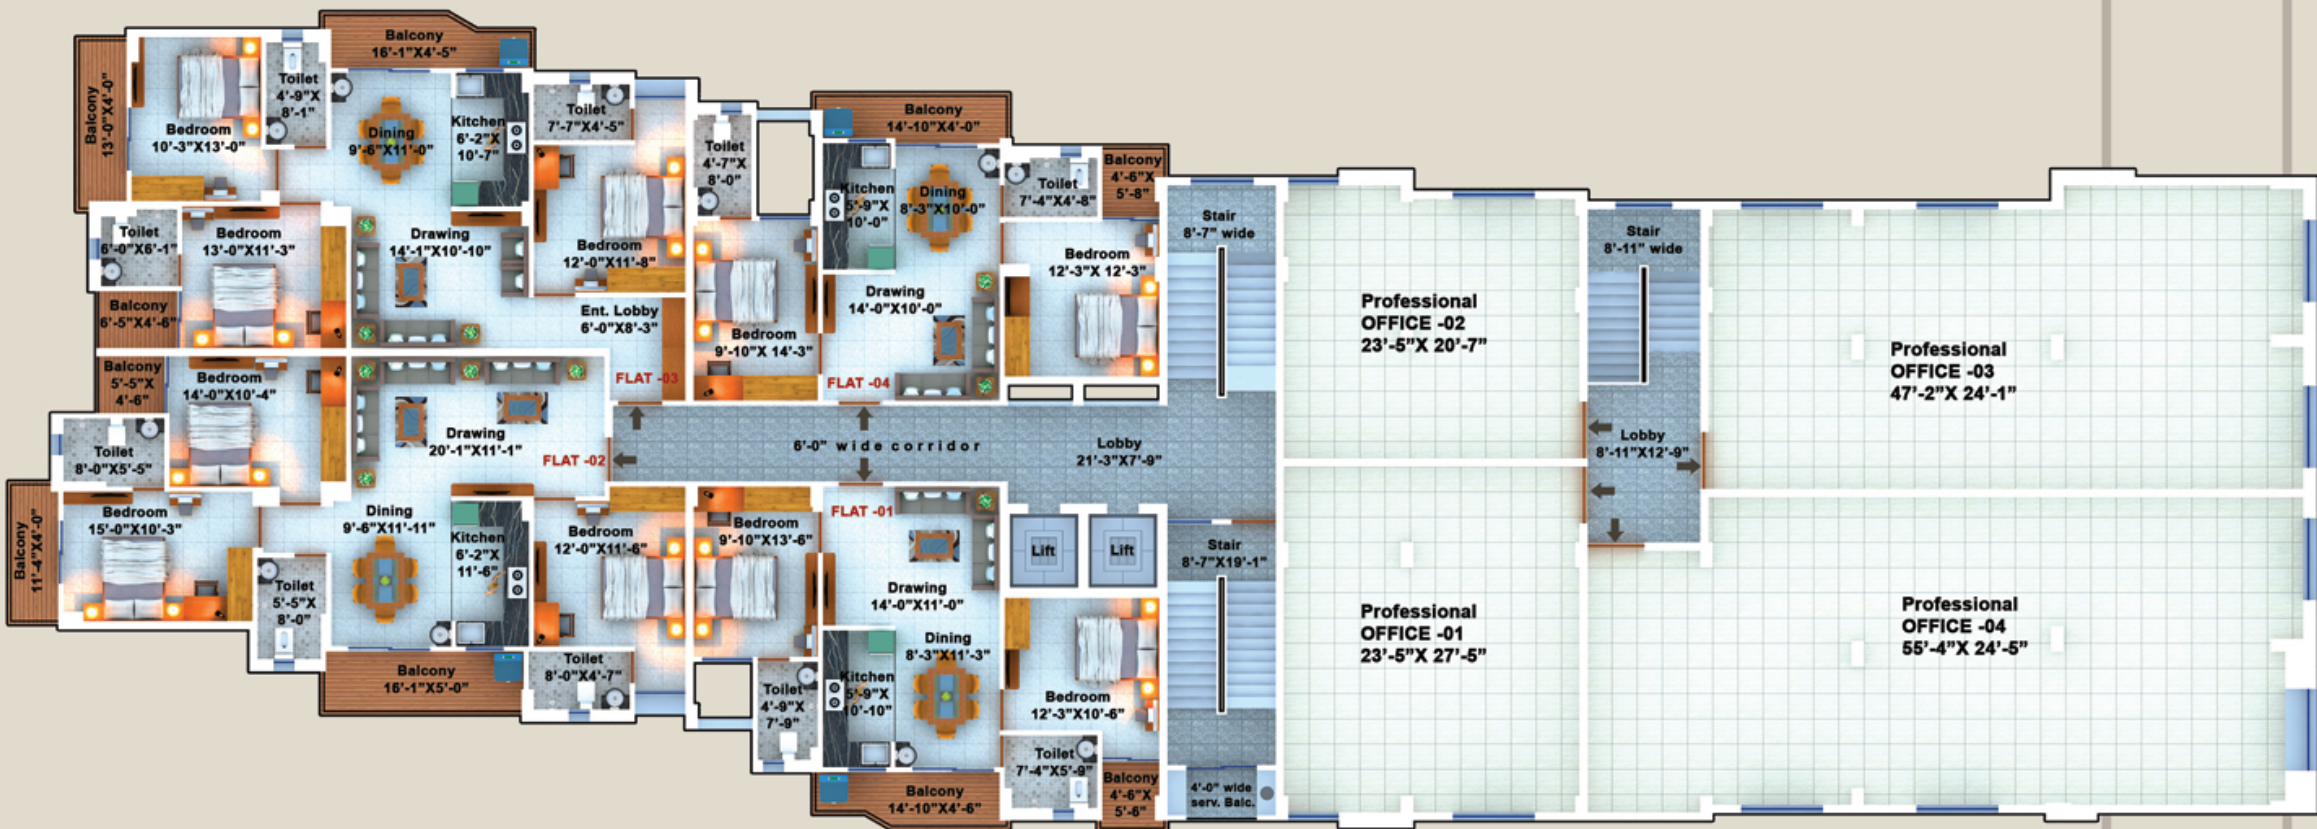 Balcony
13'-0"X4'-0"
Bedroom
10'-3"X13'-0"
Toilet
4'-9"X
8'-1"
Balcony
16'-1"X4'-5"
Dining
9'-6"X11'-0"
Kitchen
6'-2"X
10'-7"
Toilet
7'-7"X4'-5"
Toilet
6'-0"X6'-1"
Bedroom
13'-0"X11'-3"
Balcony
6'-5"X4'-6"
Drawing
14'-1"X10'-10"
Bedroom
12'-0"X11'-8"
Ent. Lobby
6'-0"X8'-3"
FLAT -03
Toilet
4'-7"X
8'-0"
Bedroom
9'-10"X 14'-3"
Balcony
14'-10"X4'-0"
Kitchen
5'-9"X
10'-0"
Dining
8'-3"X10'-0"
Toilet
7'-4"X4'-8"
Balcony
4'-6"X
5'-8"
Drawing
14'-0"X10'-0"
Bedroom
12'-3"X 12'-3"
FLAT -04
Stair
8'-7" wide
Balcony
5'-5"X
4'-6"
Bedroom
14'-0"X10'-4"
Toilet
8'-0"X5'-5"
Drawing
20'-1"X11'-1"
FLAT -02
6'-0" wide corridor
Lobby
21'-3"X7'-9"
Balcony
11'-4"X4'-0"
Bedroom
15'-0"X10'-3"
Toilet
5'-5"X
8'-0"
Dining
9'-6"X11'-11"
Kitchen
6'-2"X
11'-6"
Balcony
16'-1"X5'-0"
Bedroom
12'-0"X11'-6"
Toilet
8'-0"X4'-7"
Bedroom
9'-10"X13'-6"
Toilet
4'-9"X
7'-9"
FLAT -01
Drawing
14'-0"X11'-0"
Dining
8'-3"X11'-3"
Kitchen
5'-9"X
10'-10"
Balcony
14'-10"X4'-6"
Lift
Lift
Bedroom
12'-3"X10'-6"
Toilet
7'-4"X5'-9"
Balcony
4'-6"X
5'-6"
Stair
8'-7"X19'-1"
4'-0" wide
serv. Balc.
Professional
OFFICE -02
23'-5"X 20'-7"
Professional
OFFICE -01
23'-5"X 27'-5"
Stair
8'-11" wide
Lobby
8'-11"X12'-9"
Professional
OFFICE -03
47'-2"X 24'-1"
Professional
OFFICE -04
55'-4"X 24'-5"